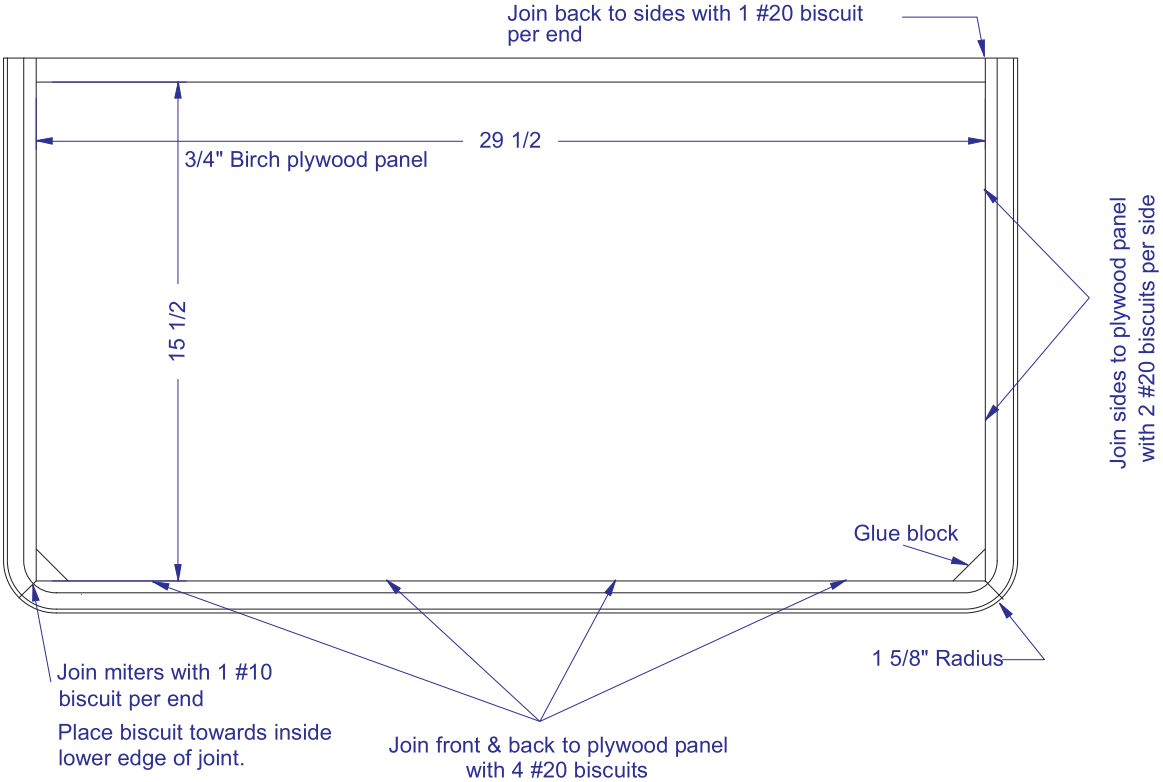 Join back to sides with 1 #20 biscuit
per end
29 1/2
3/4" Birch plywood panel
15 1/2
Join sides to plywood panel
with 2 #20 biscuits per side
Glue block
1 5/8" Radius
Join miters with 1 #10
biscuit per end
Place biscuit towards inside
lower edge of joint.
Join front & back to plywood panel
with 4 #20 biscuits